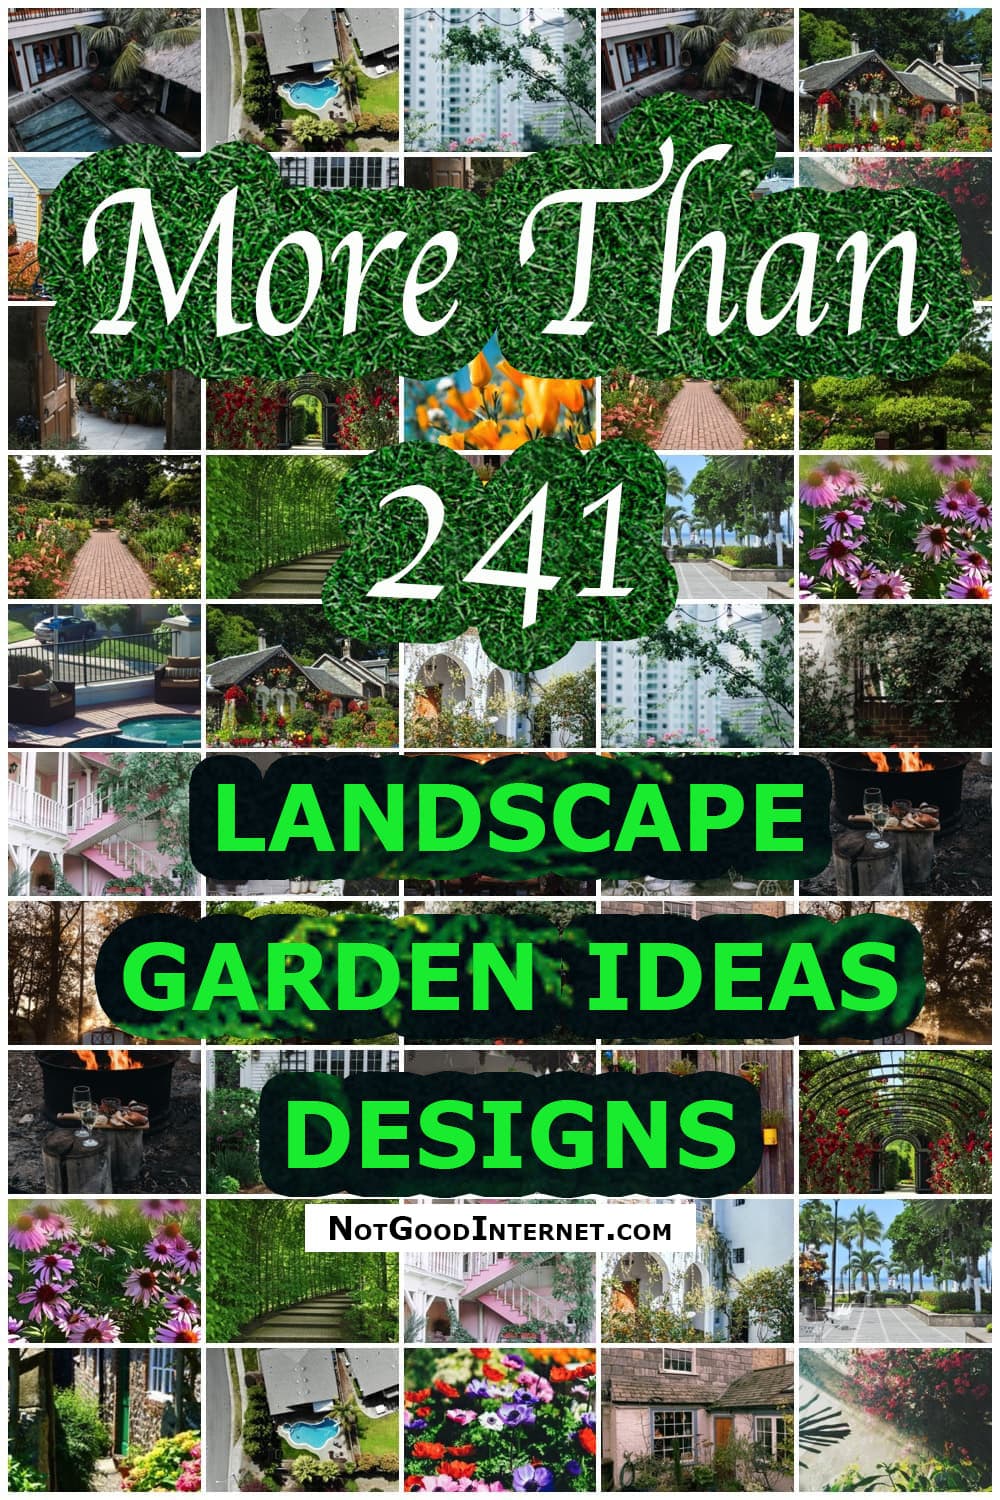 More Than
241
LANDSCAPE
GARDEN IDEAS
DESIGNS
NotGoodInternet.com